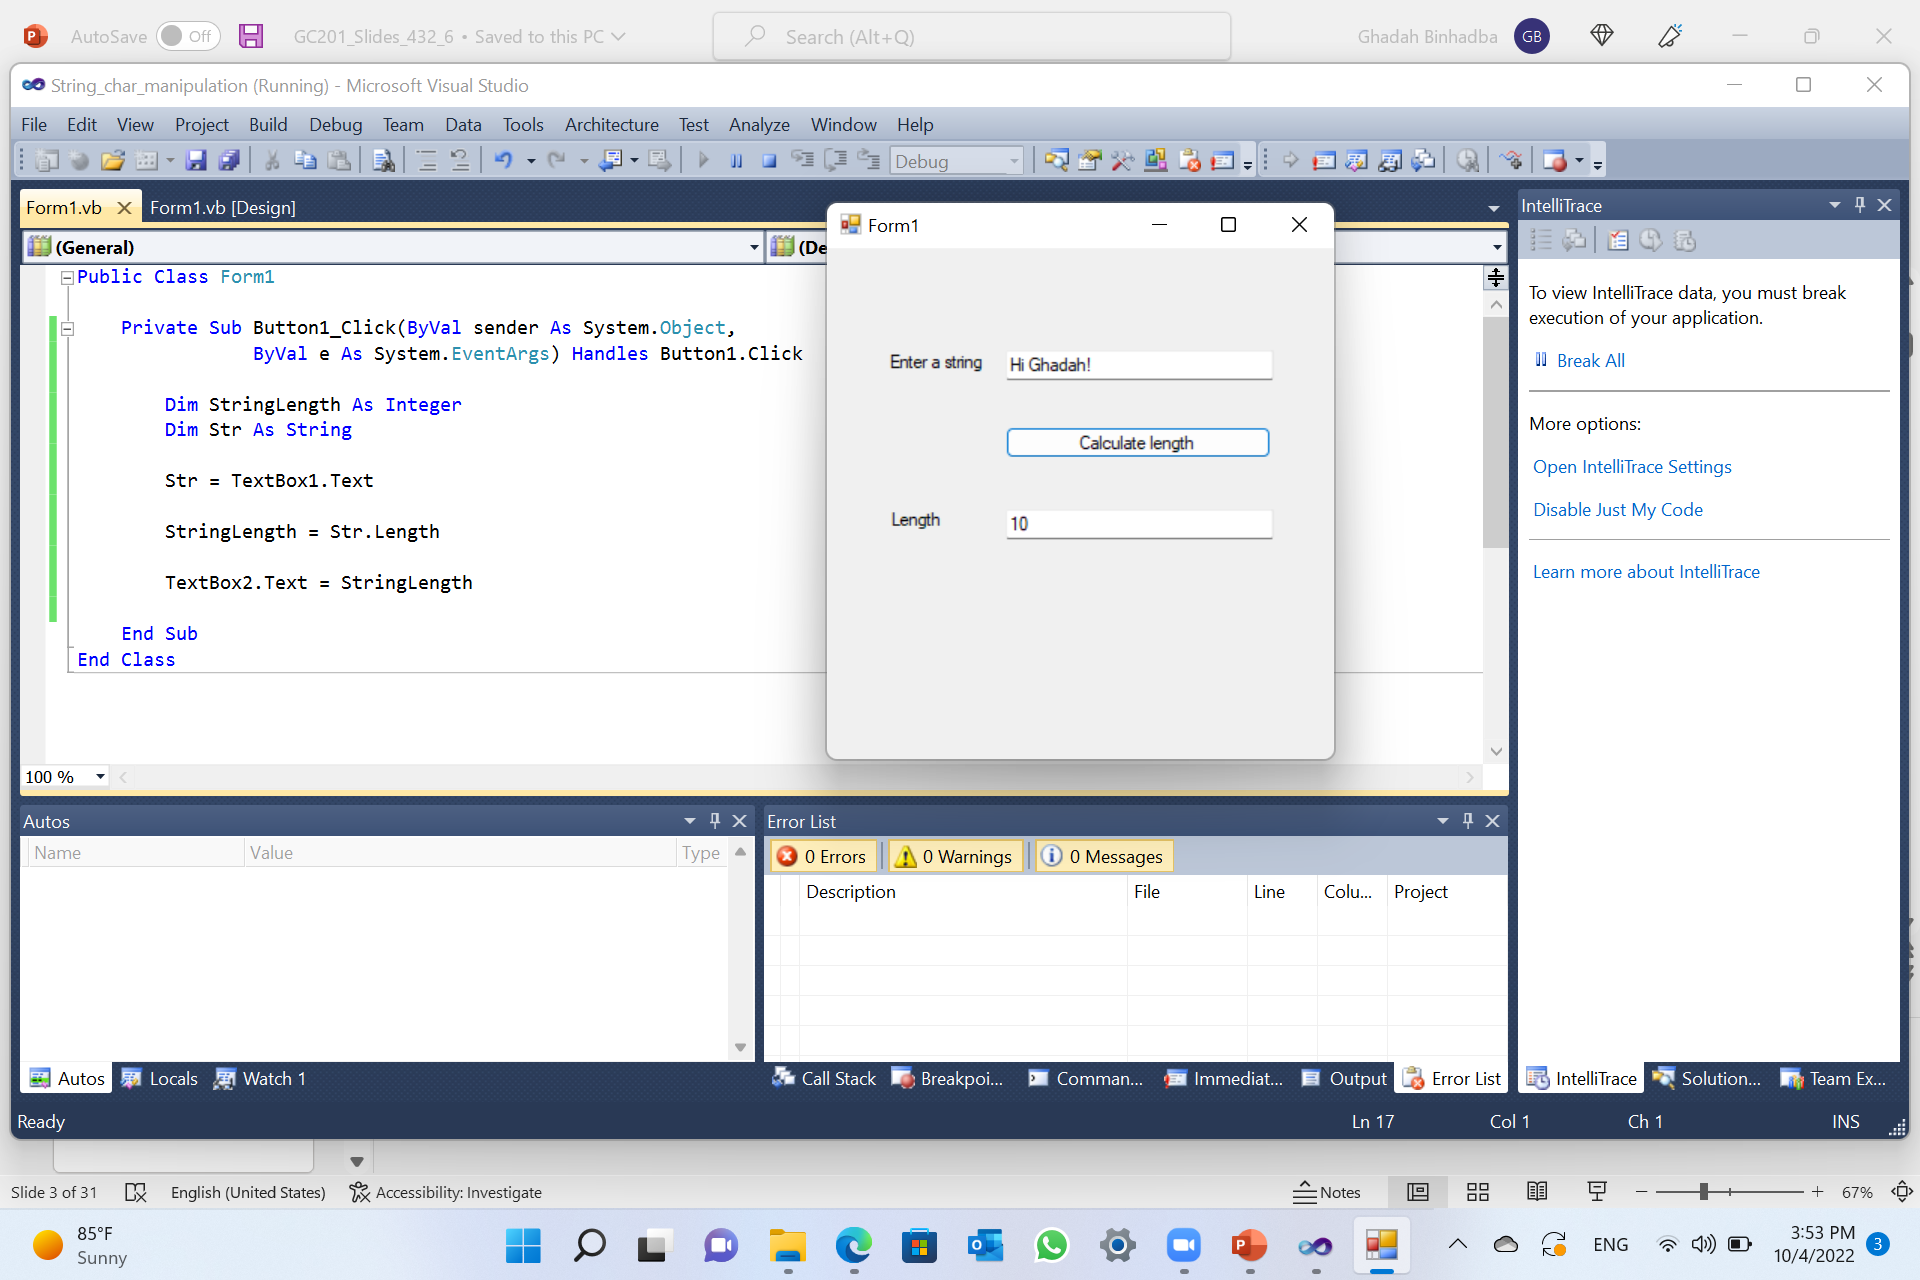 AutoSave Off GC201_Slides_432_6 • Saved to this PC Search (Alt+Q) Ghadah Binhadba GB
String_char_manipulation (Running) - Microsoft Visual Studio
File Edit View Project Build Debug Team Data Tools Architecture Test Analyze Window Help
Debug
Form1.vb Form1.vb [Design]
(General) (De
Public Class Form1
Private Sub Button1_Click(ByVal sender As System.Object,
ByVal e As System.EventArgs) Handles Button1.Click
Dim StringLength As Integer
Dim Str As String
Str = TextBox1.Text
StringLength = Str.Length
TextBox2.Text = StringLength
End Sub
End Class
100 %
Form1
Enter a string Hi Ghadah!
Calculate length
Length 10
IntelliTrace
To view IntelliTrace data, you must break
execution of your application.
Break All
More options:
Open IntelliTrace Settings
Disable Just My Code
Learn more about IntelliTrace
Autos
Name Value Type
Error List
0 Errors 0 Warnings 0 Messages
Description File Line Colu... Project
Autos Locals Watch 1
Call Stack Breakpoi... Comman... Immediat... Output Error List
IntelliTrace Solution... Team Ex...
Ready Ln 17 Col 1 Ch 1 INS
Slide 3 of 31 English (United States) Accessibility: Investigate Notes 67%
85°F
Sunny
ENG
3:53 PM
10/4/2022
3